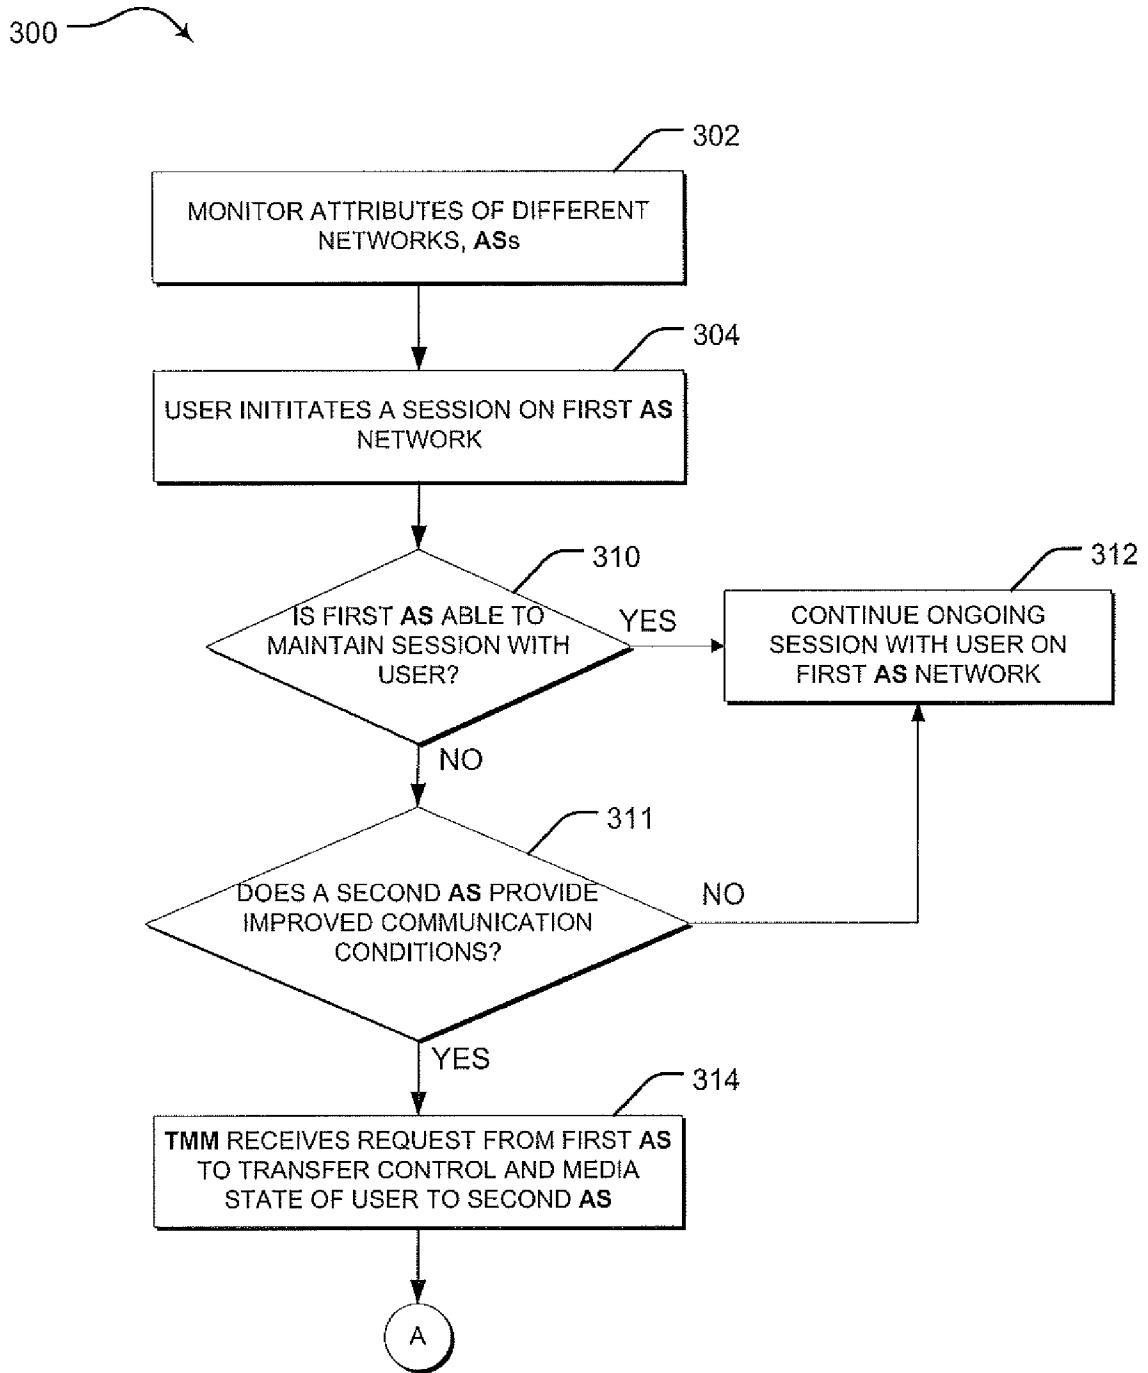 300
302
MONITOR ATTRIBUTES OF DIFFERENT
NETWORKS, ASs
304
USER INITITATES A SESSION ON FIRST AS
NETWORK
310
IS FIRST AS ABLE TO
MAINTAIN SESSION WITH
USER?
YES
312
CONTINUE ONGOING
SESSION WITH USER ON
FIRST AS NETWORK
NO
311
DOES A SECOND AS PROVIDE
IMPROVED COMMUNICATION
CONDITIONS?
NO
YES
314
TMM RECEIVES REQUEST FROM FIRST AS
TO TRANSFER CONTROL AND MEDIA
STATE OF USER TO SECOND AS
A